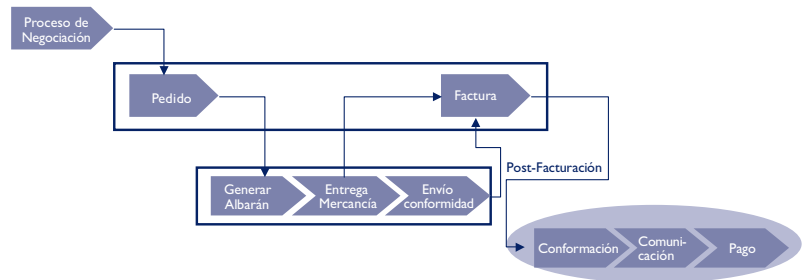 Proceso de
Negociación
Pedido
Factura
Generar
Albarán
Entrega
Mercancía
Envío
conformidad
Post-Facturación
Conformación
Comuni-
cación
Pago